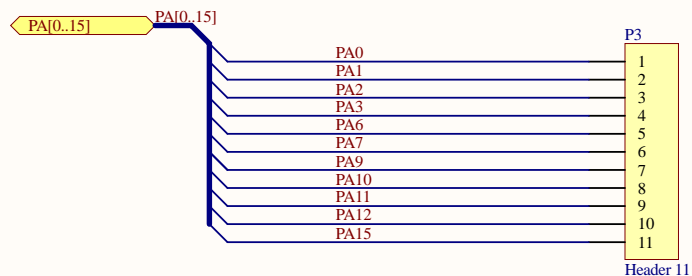 PA[0..15] PA[0..15]
P3
PA0 1
PA1 2
PA2 3
PA3 4
PA6 5
PA7 6
PA9 7
PA10 8
PA11 9
PA12 10
PA15 11
Header 11